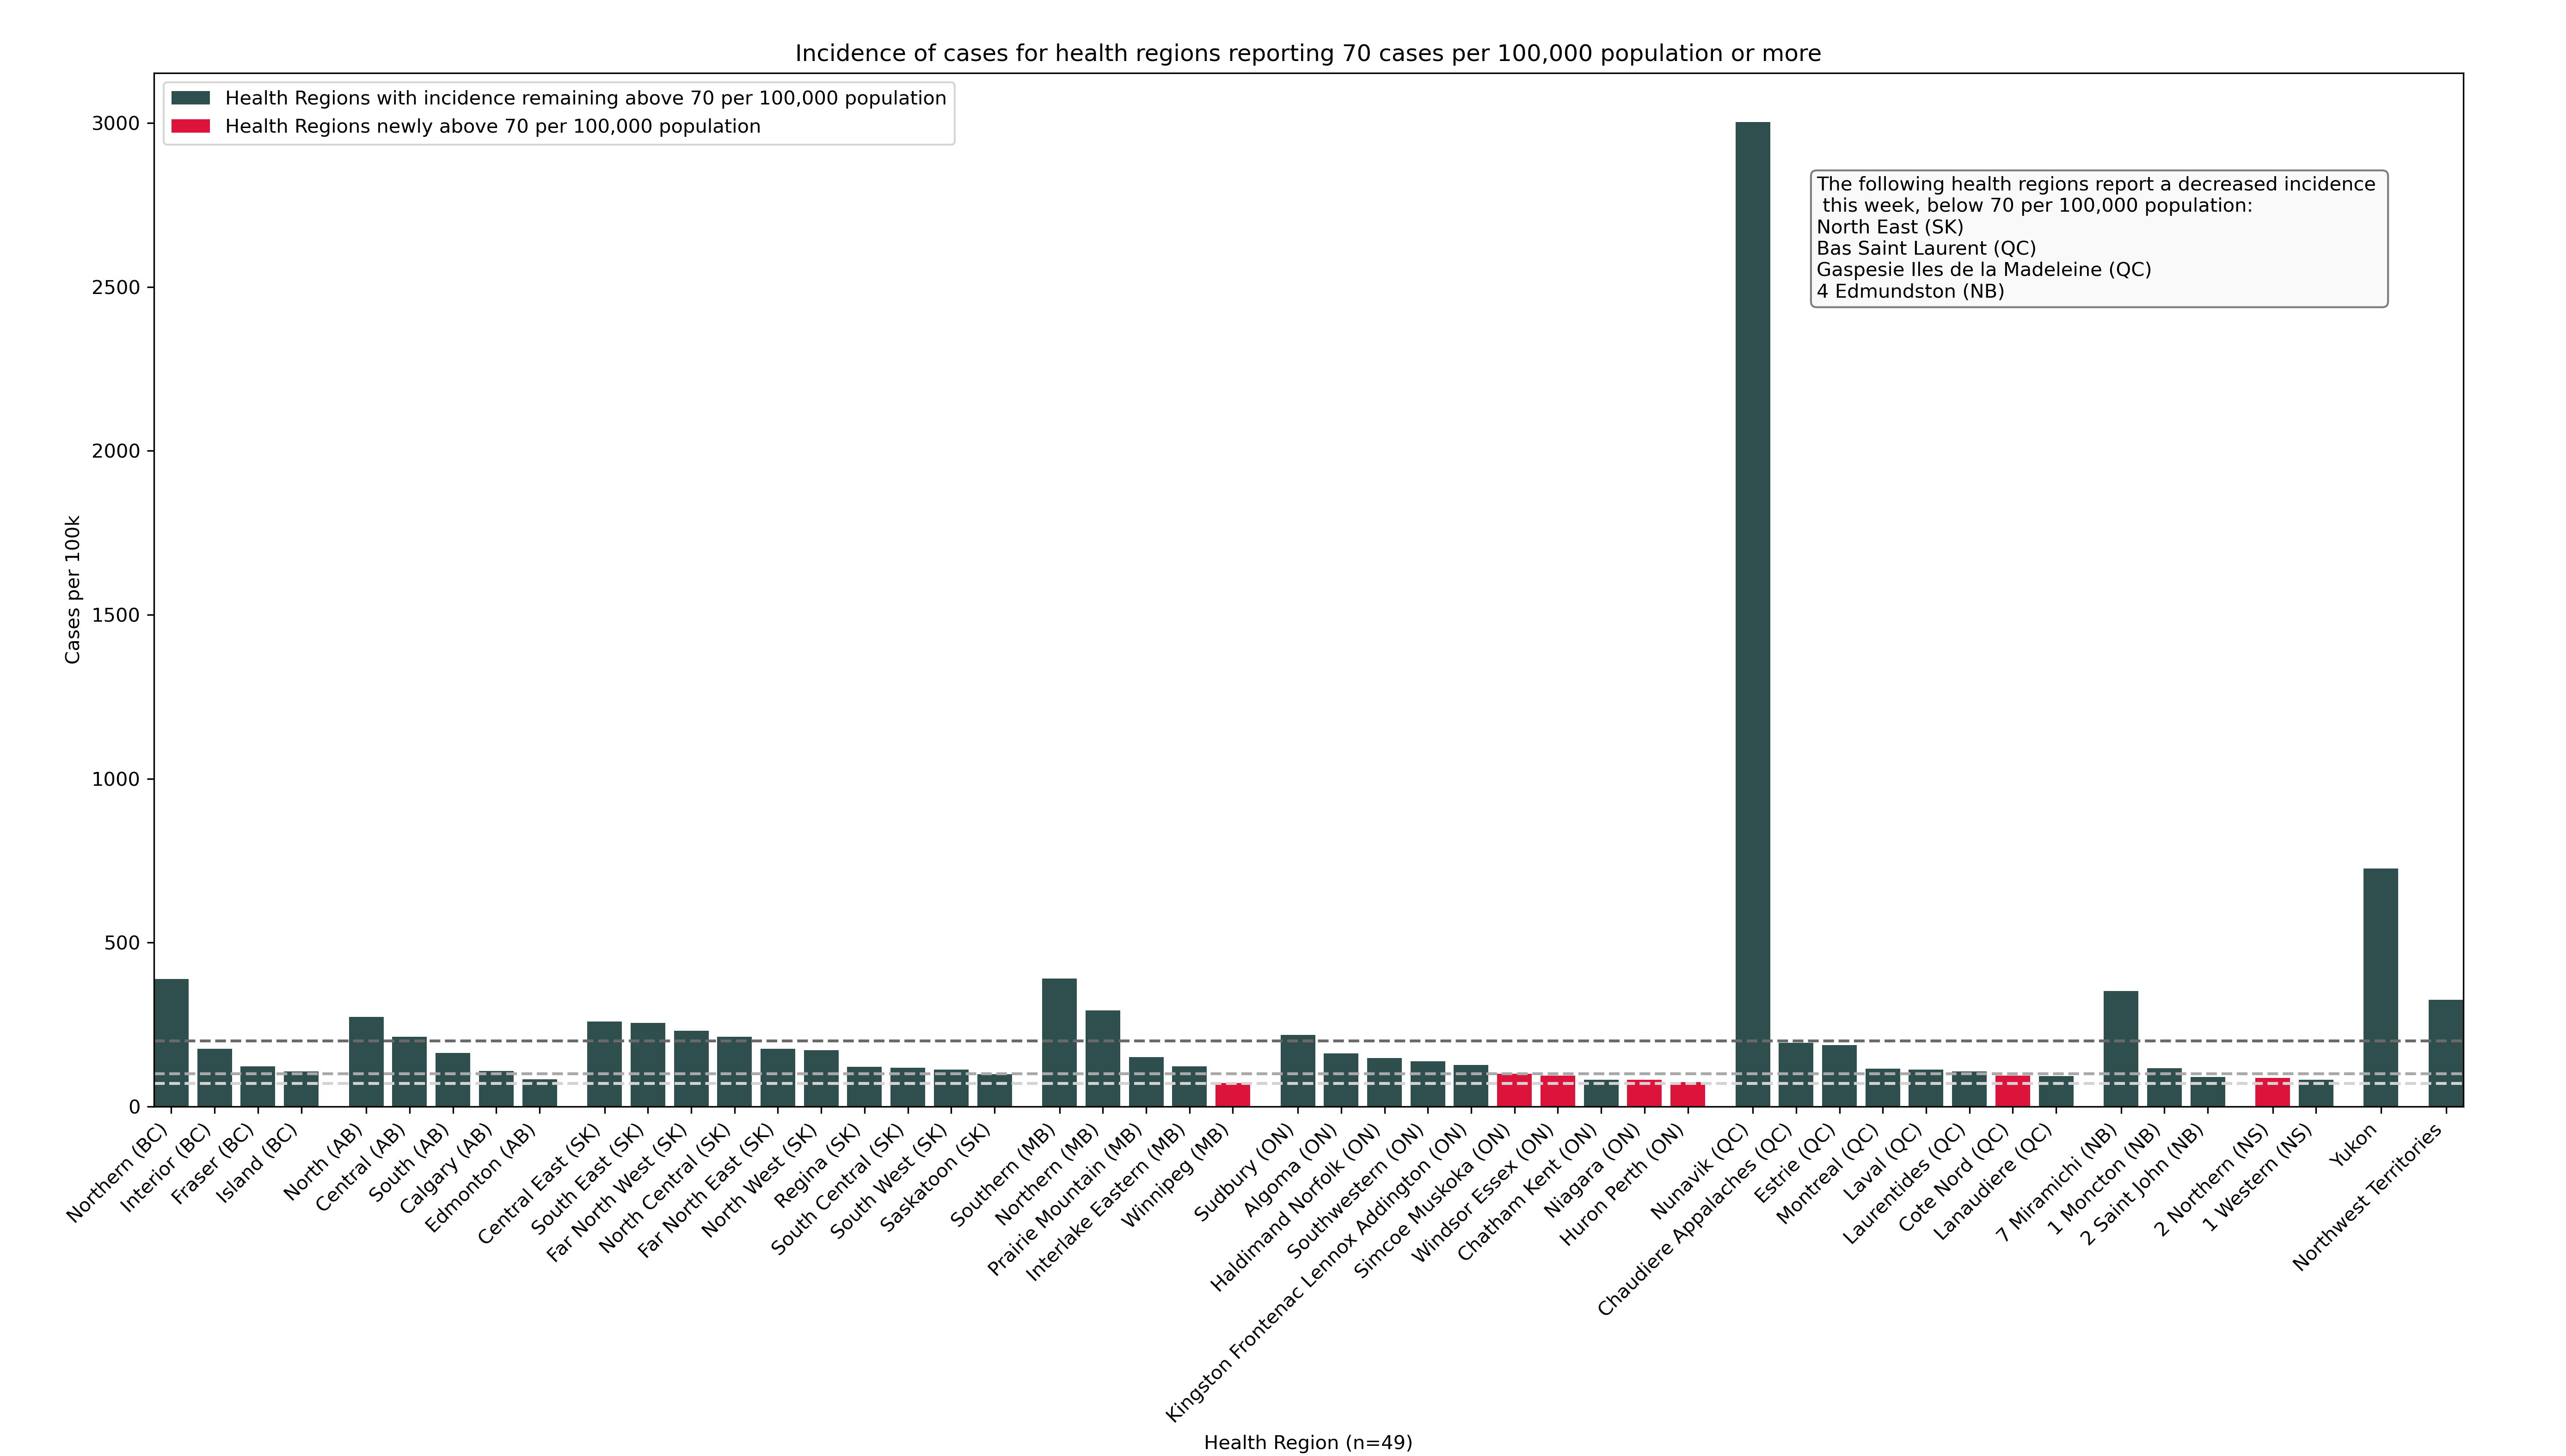 Incidence of cases for health regions reporting 70 cases per 100,000 population or more
Health Regions with incidence remaining above 70 per 100,000 population
Health Regions newly above 70 per 100,000 population
The following health regions report a decreased incidence
this week, below 70 per 100,000 population:
North East (SK)
Bas Saint Laurent (QC)
Gaspesie Iles de la Madeleine (QC)
4 Edmundston (NB)
Cases per 100k
3000
2500
2000
1500
1000
500
0
Northern (BC)
Interior (BC)
Fraser (BC)
Island (BC)
North (AB)
Central (AB)
South (AB)
Calgary (AB)
Edmonton (AB)
Central East (SK)
South East (SK)
Far North West (SK)
North Central (SK)
Far North East (SK)
North West (SK)
Regina (SK)
South Central (SK)
South West (SK)
Saskatoon (SK)
Southern (MB)
Northern (MB)
Prairie Mountain (MB)
Interlake Eastern (MB)
Winnipeg (MB)
Sudbury (ON)
Algoma (ON)
Haldimand Norfolk (ON)
Southwestern (ON)
Kingston Frontenac Lennox Addington (ON)
Simcoe Muskoka (ON)
Windsor Essex (ON)
Chatham Kent (ON)
Niagara (ON)
Huron Perth (ON)
Nunavik (QC)
Chaudiere Appalaches (QC)
Estrie (QC)
Montreal (QC)
Laval (QC)
Laurentides (QC)
Cote Nord (QC)
Lanaudiere (QC)
7 Miramichi (NB)
1 Moncton (NB)
2 Saint John (NB)
2 Northern (NS)
1 Western (NS)
Yukon
Northwest Territories
Health Region (n=49)